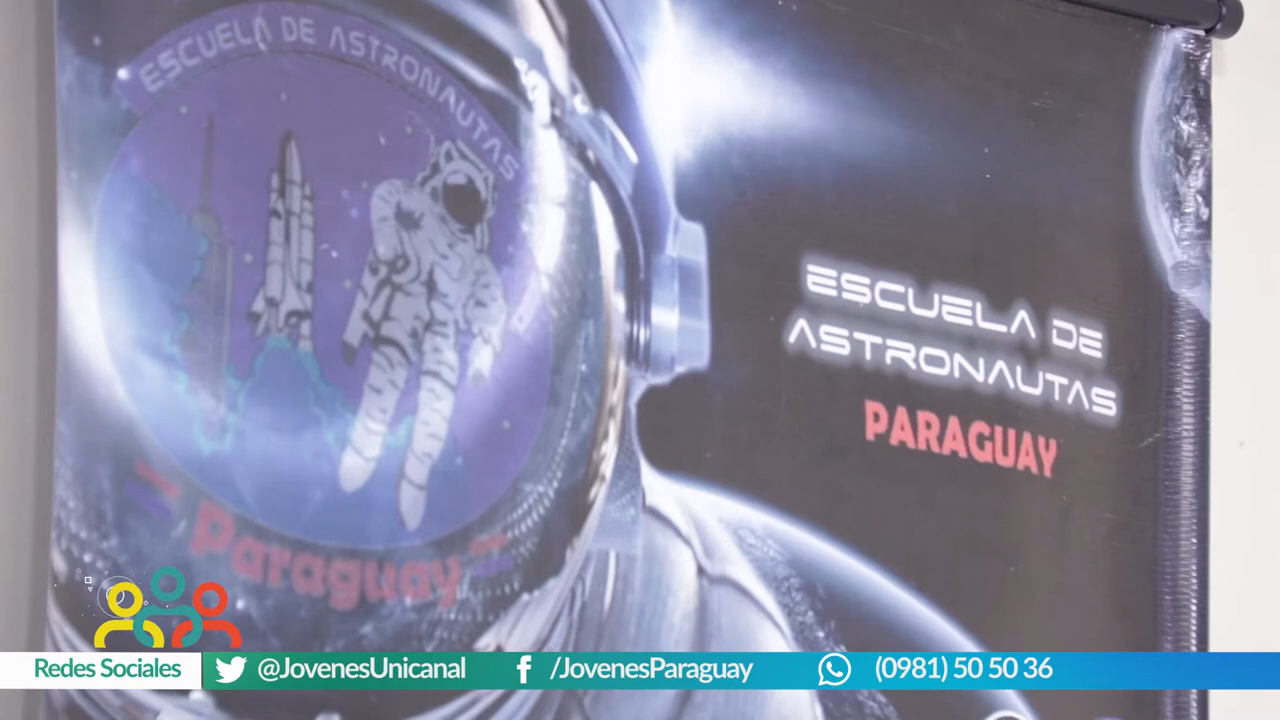 ESCUELA DE ASTRONAUTAS
Paraguay
ESCUELA DE
ASTRONAUTAS
PARAGUAY
Redes Sociales
@JovenesUnicanal
/JovenesParaguay
(0981) 50 50 36